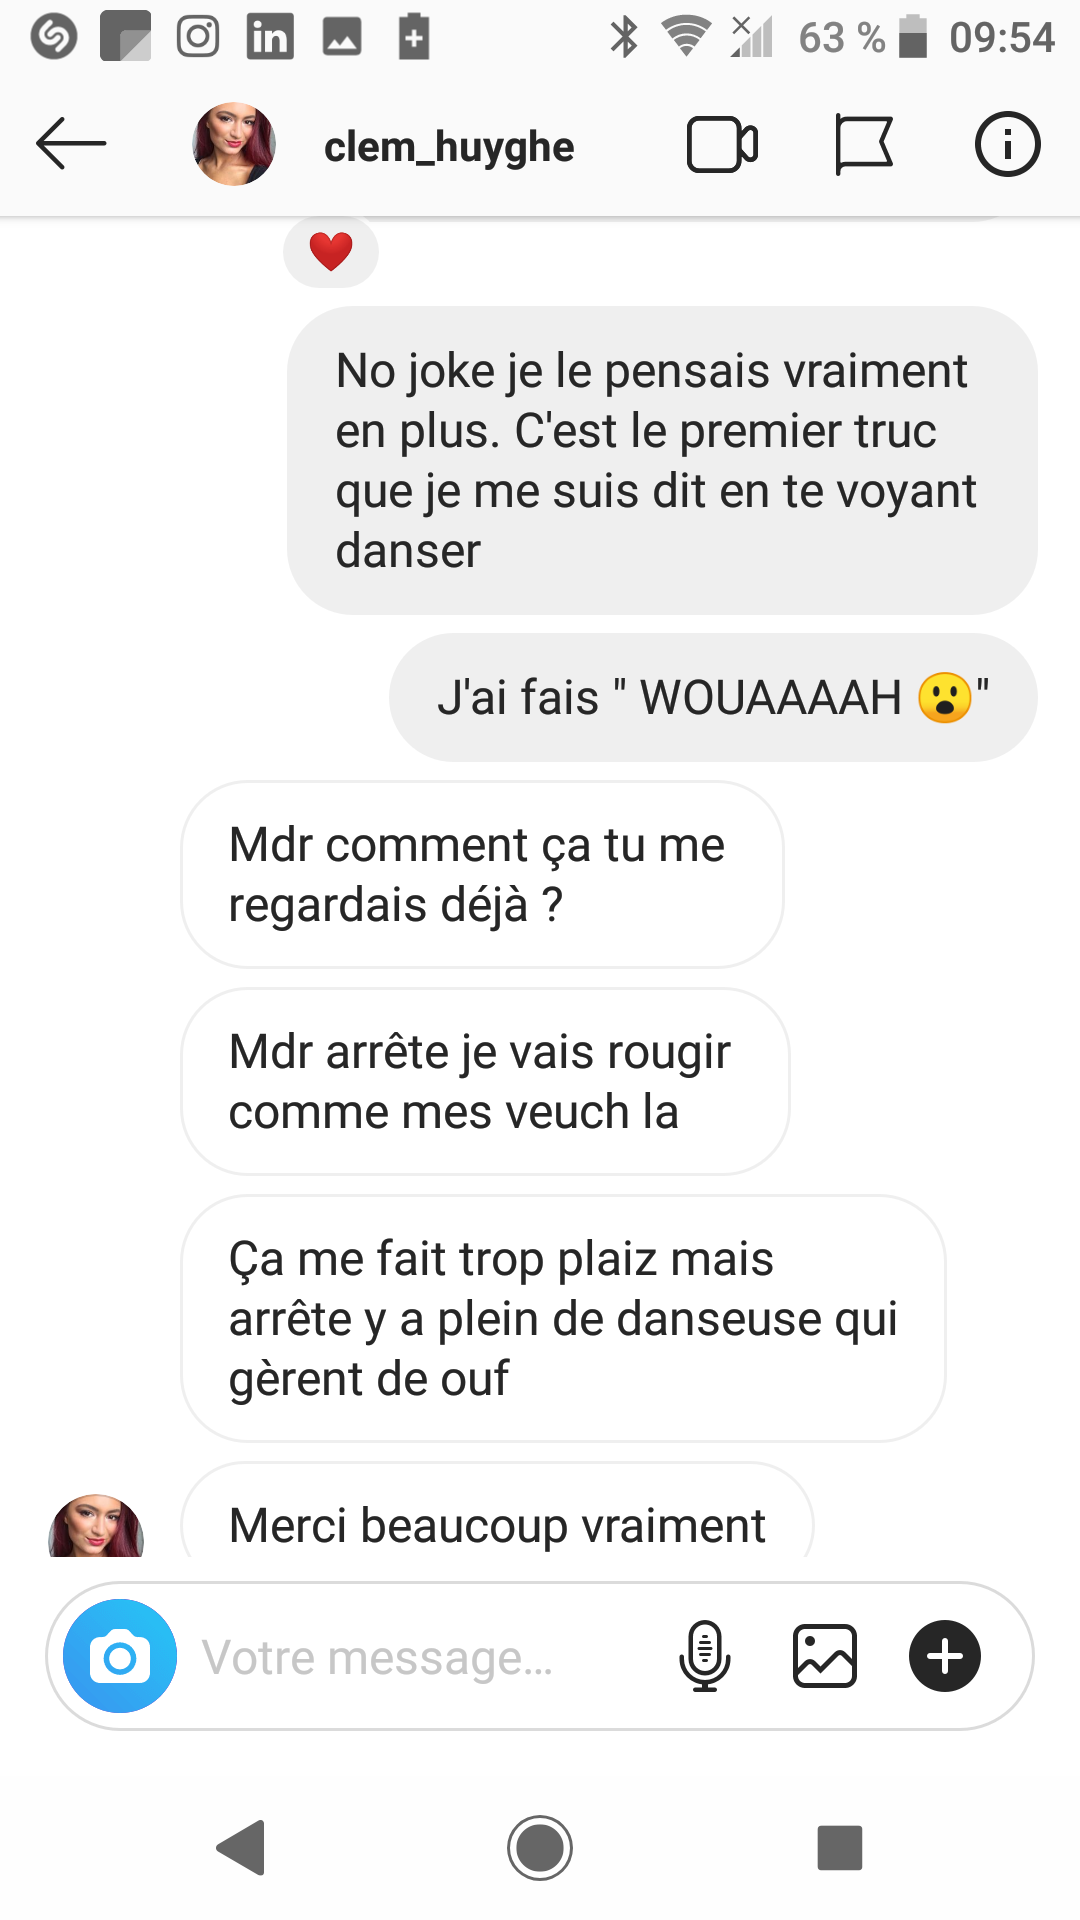 63 % 09:54
clem_huyghe
❤️
No joke je le pensais vraiment
en plus. C'est le premier truc
que je me suis dit en te voyant
danser
J'ai fais " WOUAAAAH 😮"
Mdr comment ça tu me
regardais déjà ?
Mdr arrête je vais rougir
comme mes veuch la
Ça me fait trop plaiz mais
arrête y a plein de danseuse qui
gèrent de ouf
Merci beaucoup vraiment
Votre message...